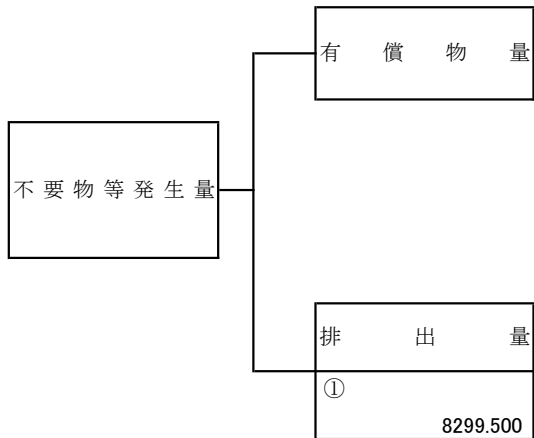 有償物量
不要物等発生量
排出量
①
8299.500